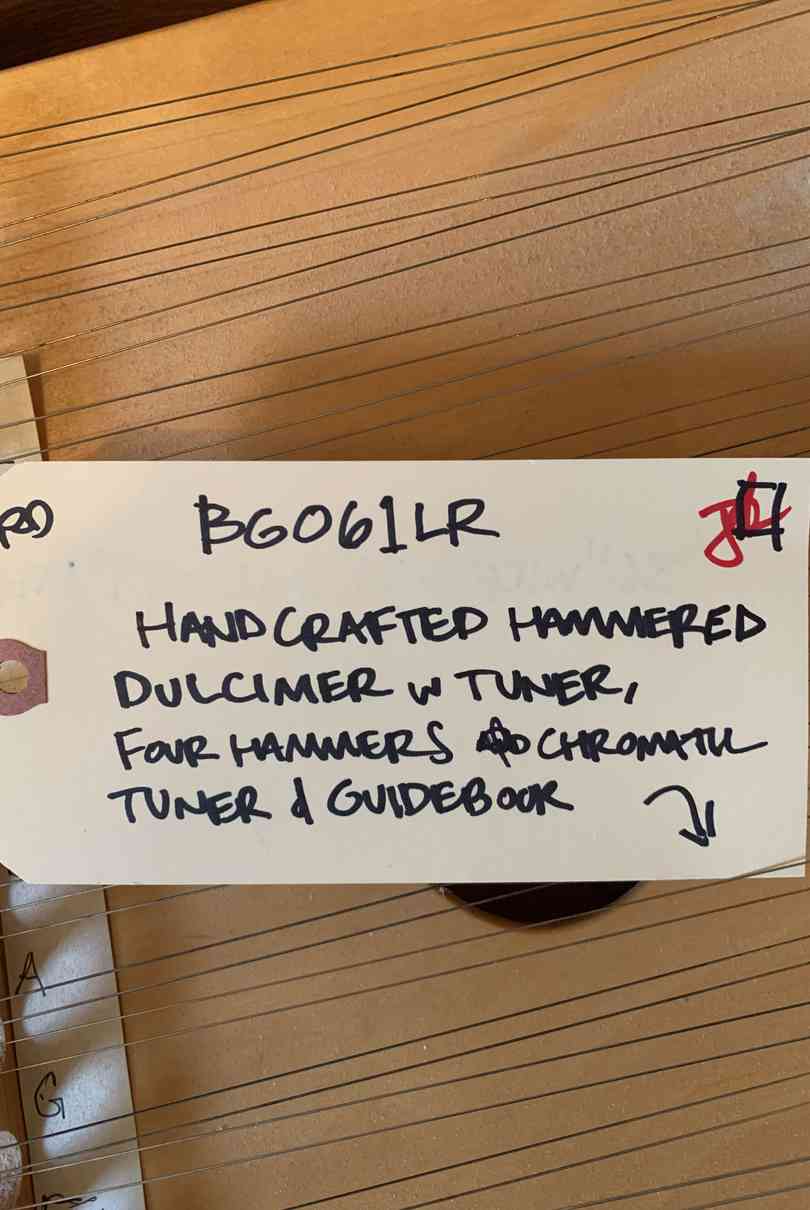 BG061LR
HANDCRAFTED HAMMERED
DULCIMER W TUNER,
FOUR HAMMERS CHROMATIC
TUNER & GUIDEBOOK
A
G